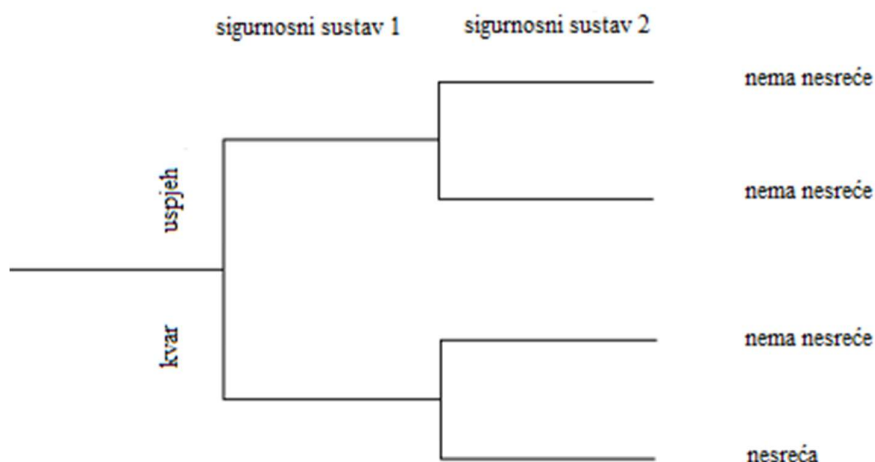 sigurnosni sustav 1
sigurnosni sustav 2
nema nesreće
uspjeh
nema nesreće
kvar
nema nesreće
nesreća